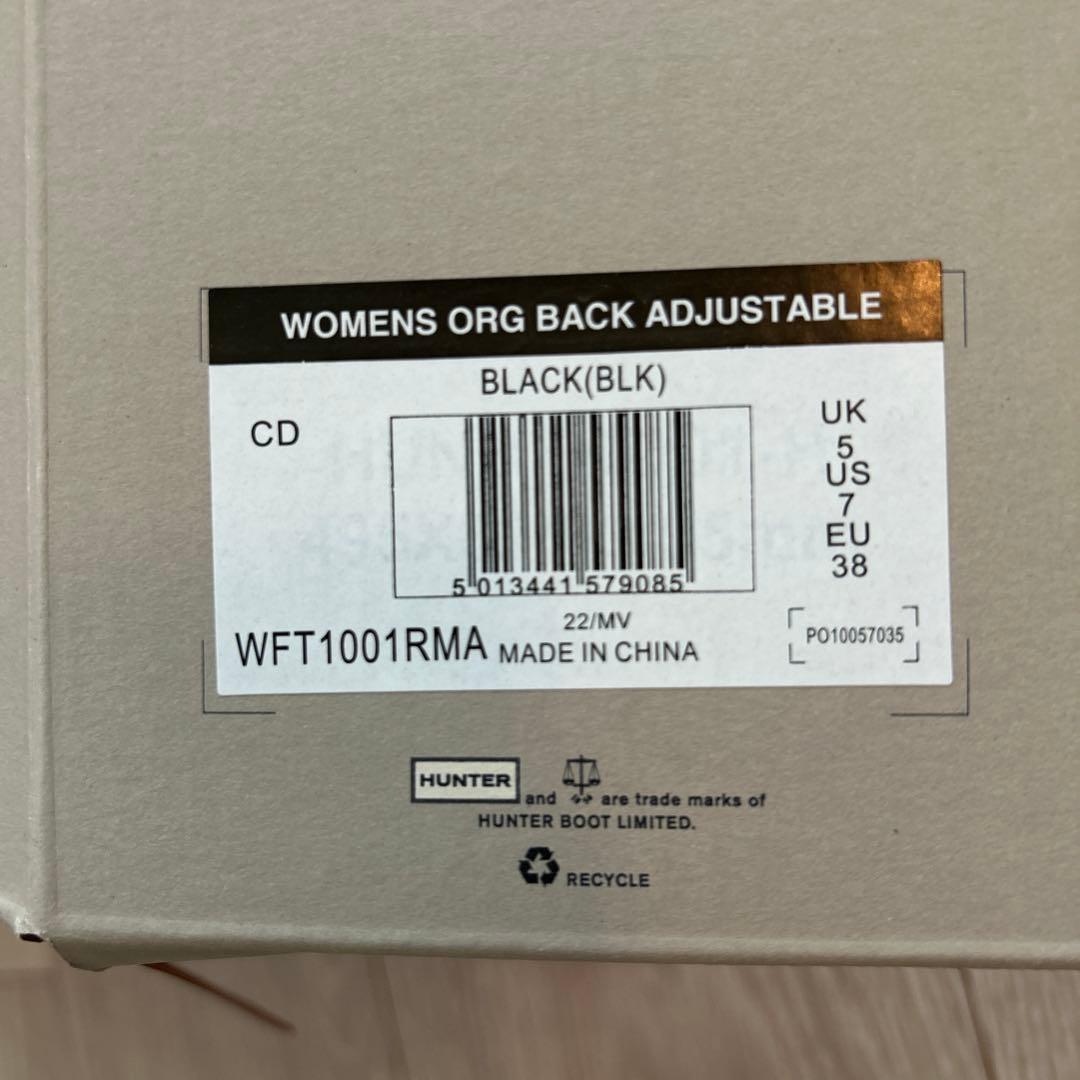 WOMENS ORG BACK ADJUSTABLE
BLACK(BLK)
CD
UK
5
US
7
EU
38
5 013441 579085
22/MV
WFT1001RMA MADE IN CHINA
PO10057035
HUNTER and are trade marks of
HUNTER BOOT LIMITED.
RECYCLE